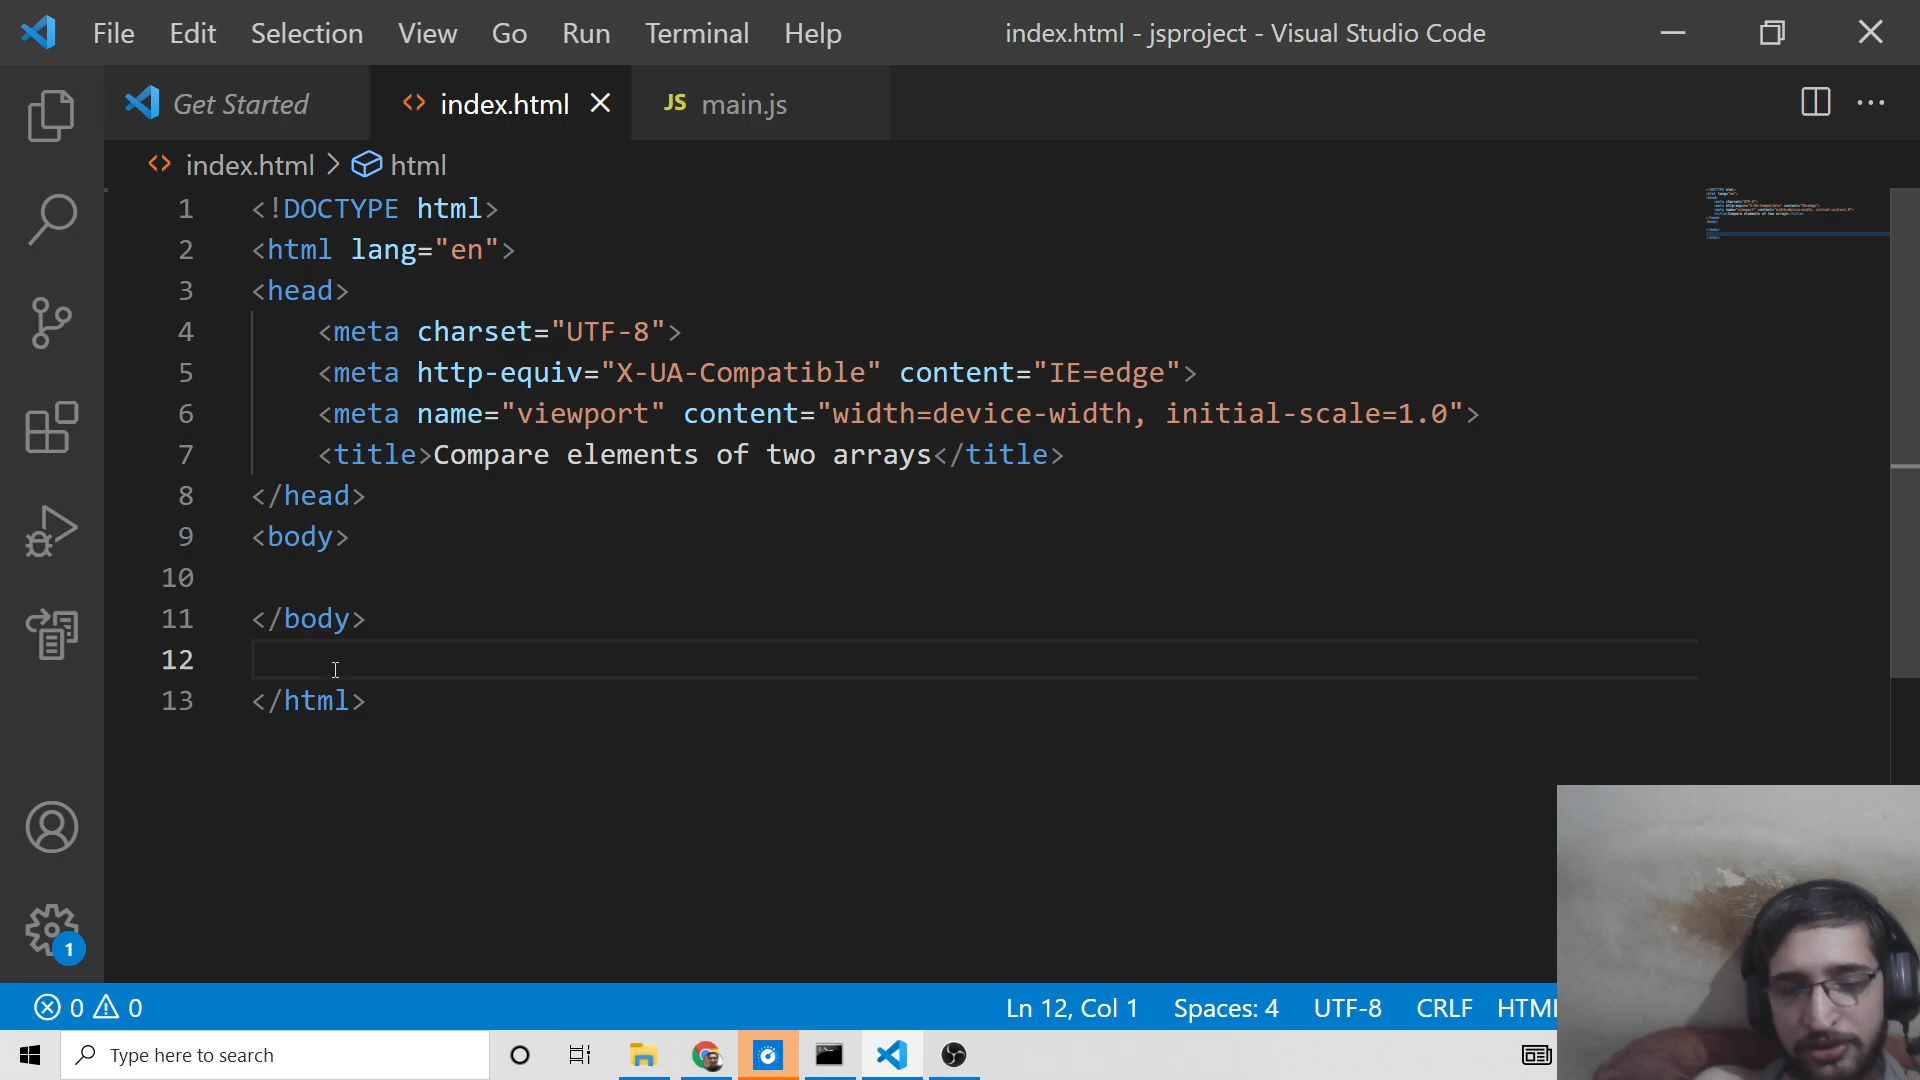 File Edit Selection View Go Run Terminal Help index.html - jsproject - Visual Studio Code
Get Started index.html JS main.js
index.html > html
1 <!DOCTYPE html>
2 <html lang="en">
3 <head>
4 <meta charset="UTF-8">
5 <meta http-equiv="X-UA-Compatible" content="IE=edge">
6 <meta name="viewport" content="width=device-width, initial-scale=1.0">
7 <title>Compare elements of two arrays</title>
8 </head>
9 <body>
10
11 </body>
12
13 </html>
1
0 0 Ln 12, Col 1 Spaces: 4 UTF-8 CRLF HTML
Type here to search